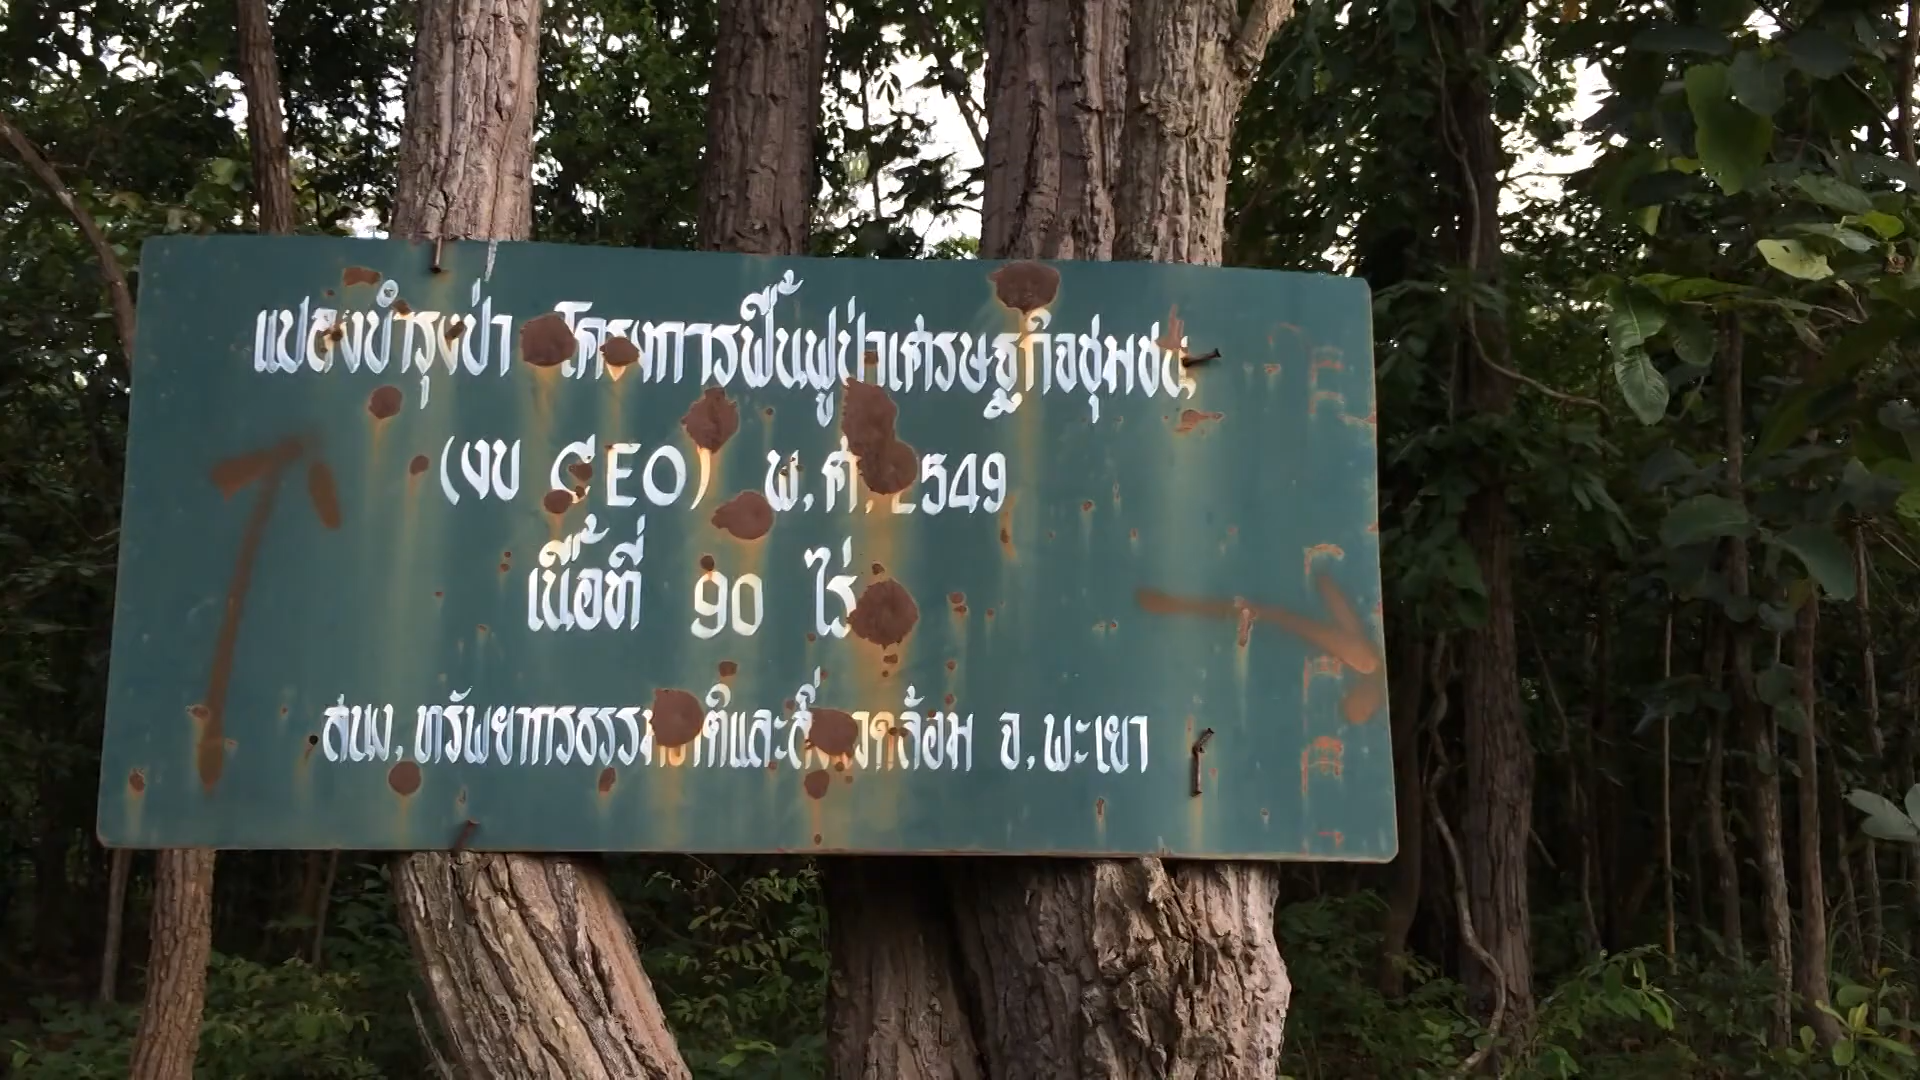 แปลงบำรุงป่า โครงการฟื้นฟูป่าเศรษฐกิจชุมชน
(งบ CEO) พ.ศ. 2549
เนื้อที่ 90 ไร่
สนง. ทรัพยากรธรรมชาติและสิ่งแวดล้อม จ. พะเยา